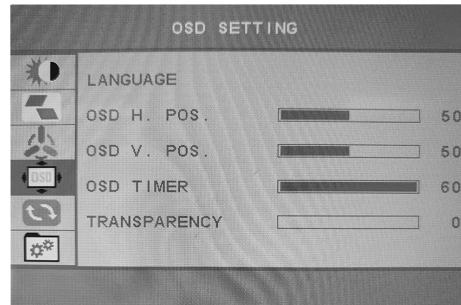 OSD SETTING
LANGUAGE
OSD H. POS. 50
OSD V. POS. 50
OSD
OSD TIMER 60
TRANSPARENCY 0